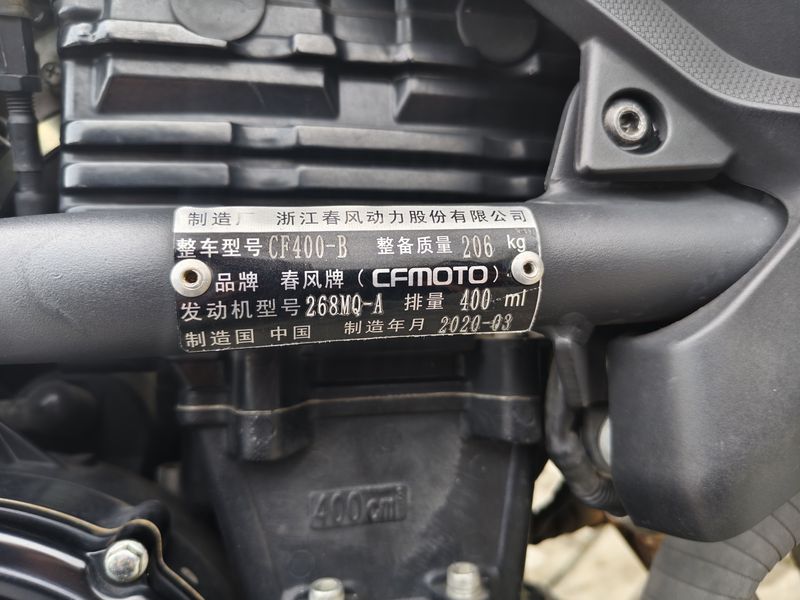 制造厂 浙江春风动力股份有限公司
整车型号 CF400-B 整备质量 206 kg
品牌 春风牌 (CFMOTO)
发动机型号 268MQ-A 排量 400 ml
制造国 中国 制造年月 2020-03
400cm³